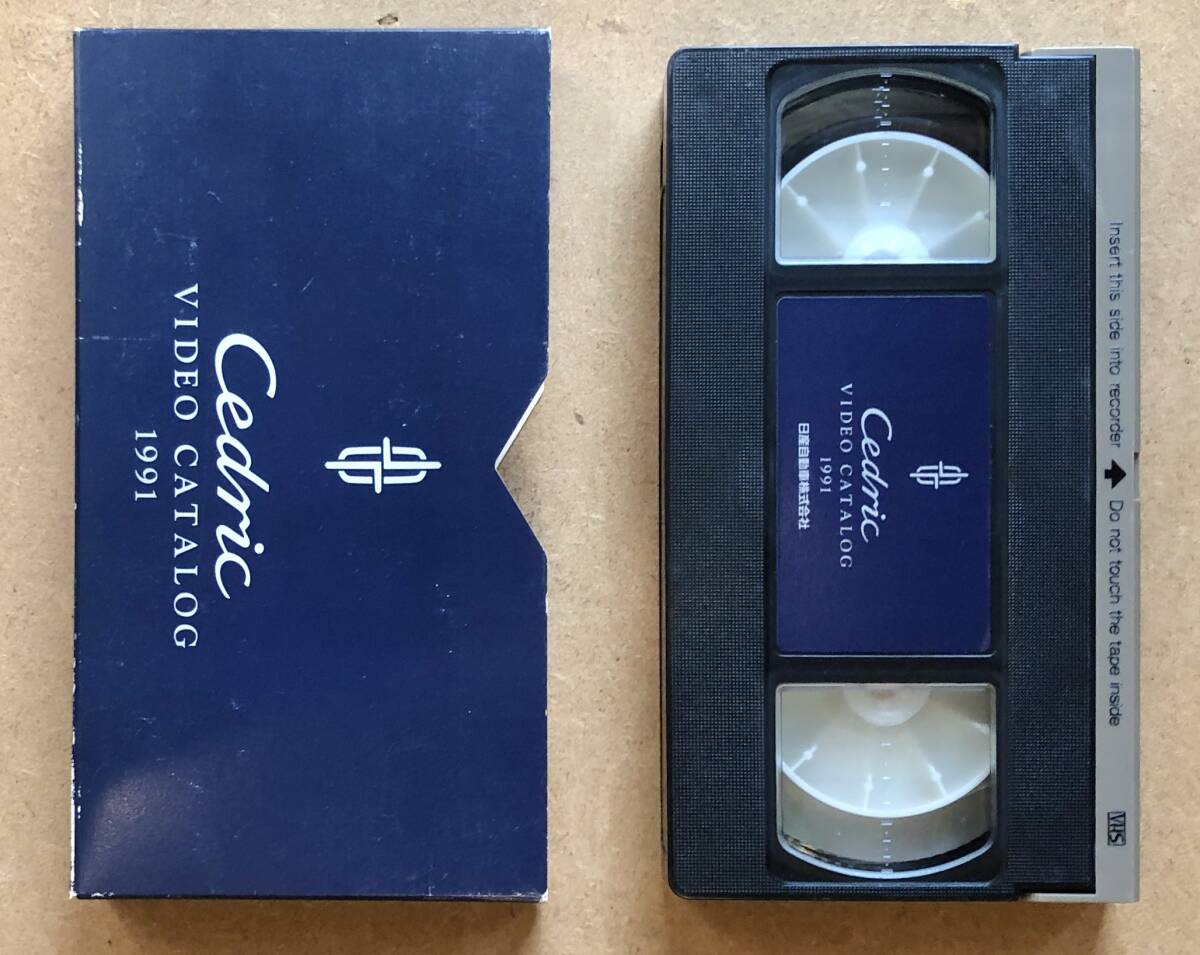 Cedric
VIDEO CATALOG
1991
Cedric
VIDEO CATALOG
1991
日産自動車株式会社
Insert this side into recorder Do not touch the tape inside
VHS